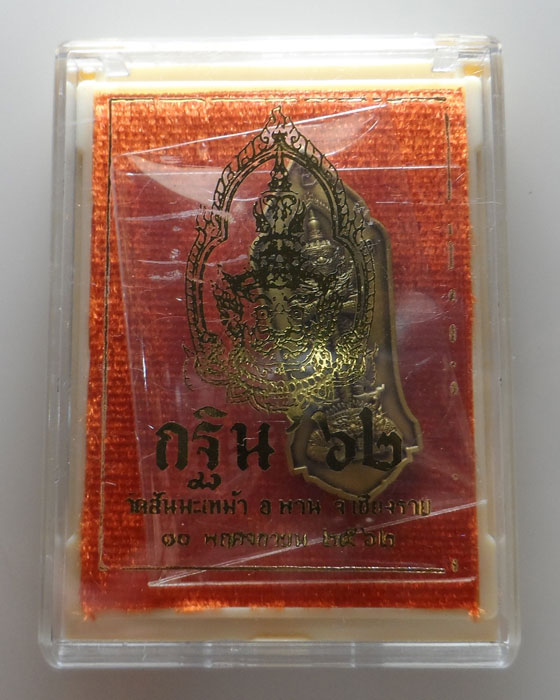 กฐิน ๖๒
วัดสันมะเหม้า อ.พาน จ.เชียงราย
๑๐ พฤศจิกายน ๒๕๖๒